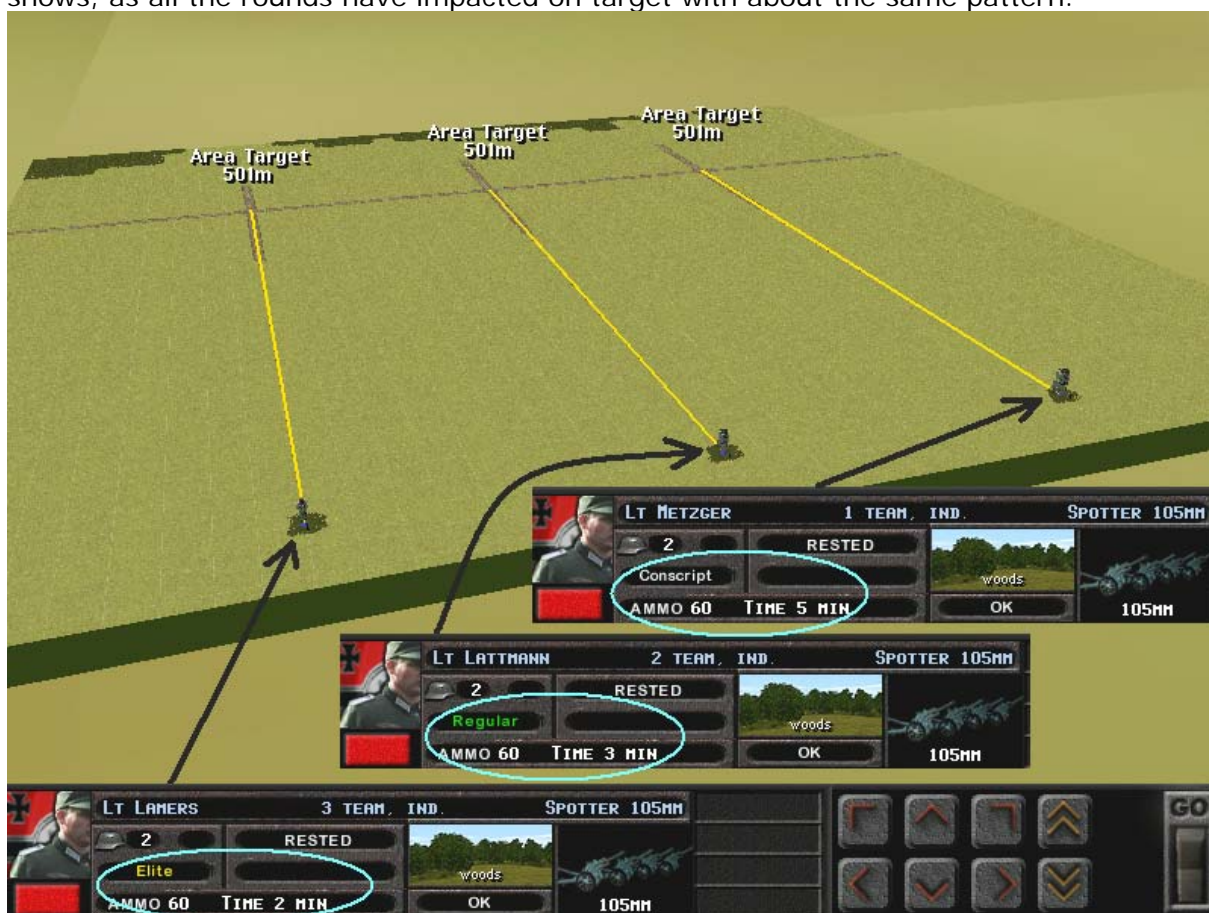 shows, as all the rounds have impacted on target with about the same pattern.
Area Target
501m
Area Target
501m
Area Target
501m
LT METZGER 1 TEAM, IND. SPOTTER 105MM
2 RESTED
Conscript
woods
AMMO 60 TIME 5 MIN OK 105MM
LT LATTMANN 2 TEAM, IND. SPOTTER 105MM
2 RESTED
Regular
woods
AMMO 60 TIME 3 MIN OK 105MM
LT LAMERS 3 TEAM, IND. SPOTTER 105MM
GO
2 RESTED
Elite
woods
AMMO 60 TIME 2 MIN OK 105MM